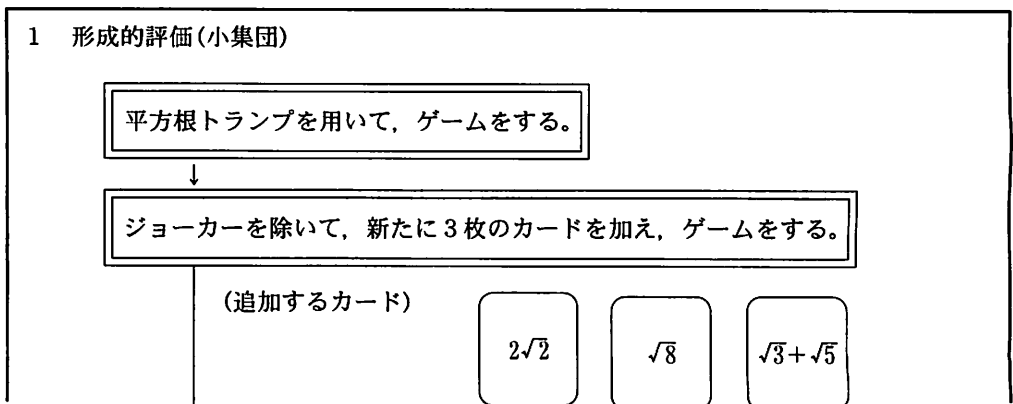 1 形成的評価(小集団)
平方根トランプを用いて，ゲームをする。
↓
ジョーカーを除いて，新たに3枚のカードを加え，ゲームをする。
(追加するカード)
2√2 √8 √3+√5